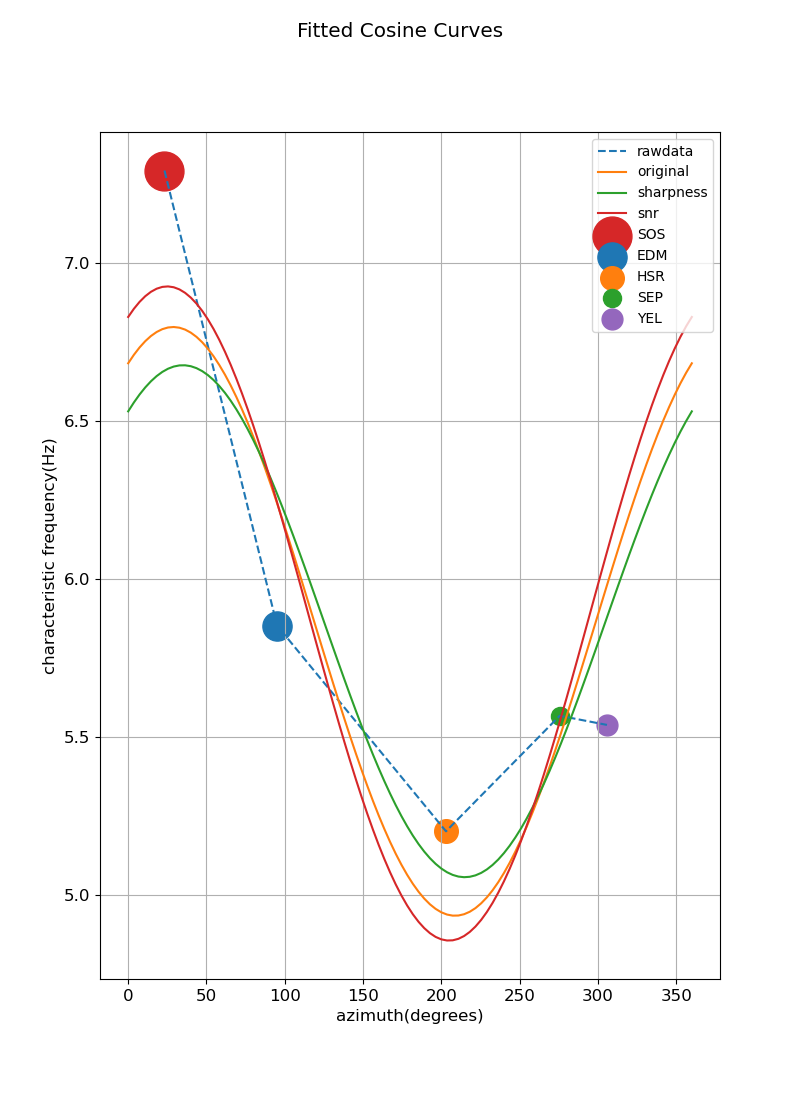 Fitted Cosine Curves
rawdata
original
sharpness
snr
SOS
EDM
HSR
SEP
YEL
characteristic frequency(Hz)
7.0
6.5
6.0
5.5
5.0
0 50 100 150 200 250 300 350
azimuth(degrees)